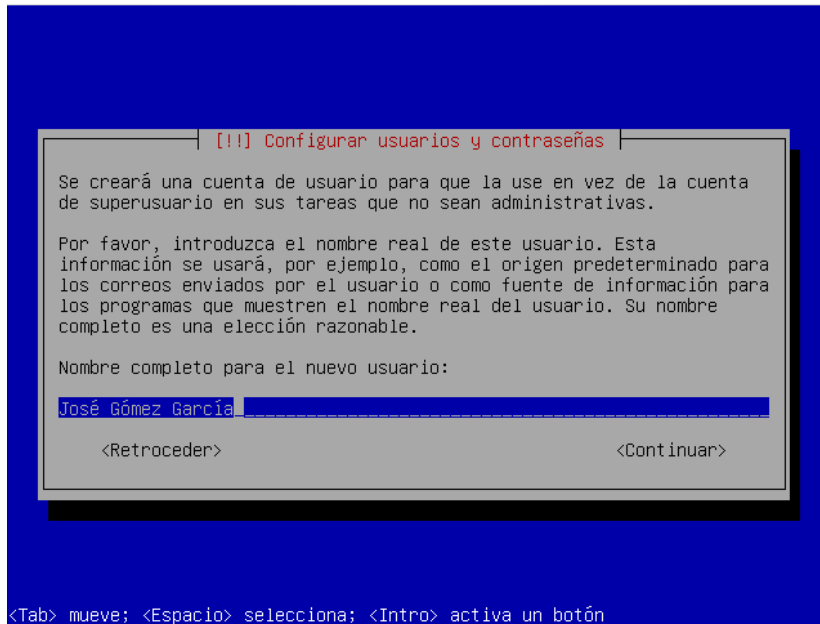 [!!] Configurar usuarios y contraseñas
Se creará una cuenta de usuario para que la use en vez de la cuenta
de superusuario en sus tareas que no sean administrativas.
Por favor, introduzca el nombre real de este usuario. Esta
información se usará, por ejemplo, como el origen predeterminado para
los correos enviados por el usuario o como fuente de información para
los programas que muestren el nombre real del usuario. Su nombre
completo es una elección razonable.
Nombre completo para el nuevo usuario:
José Gómez García
<Retroceder> <Continuar>
<Tab> mueve; <Espacio> selecciona; <Intro> activa un botón